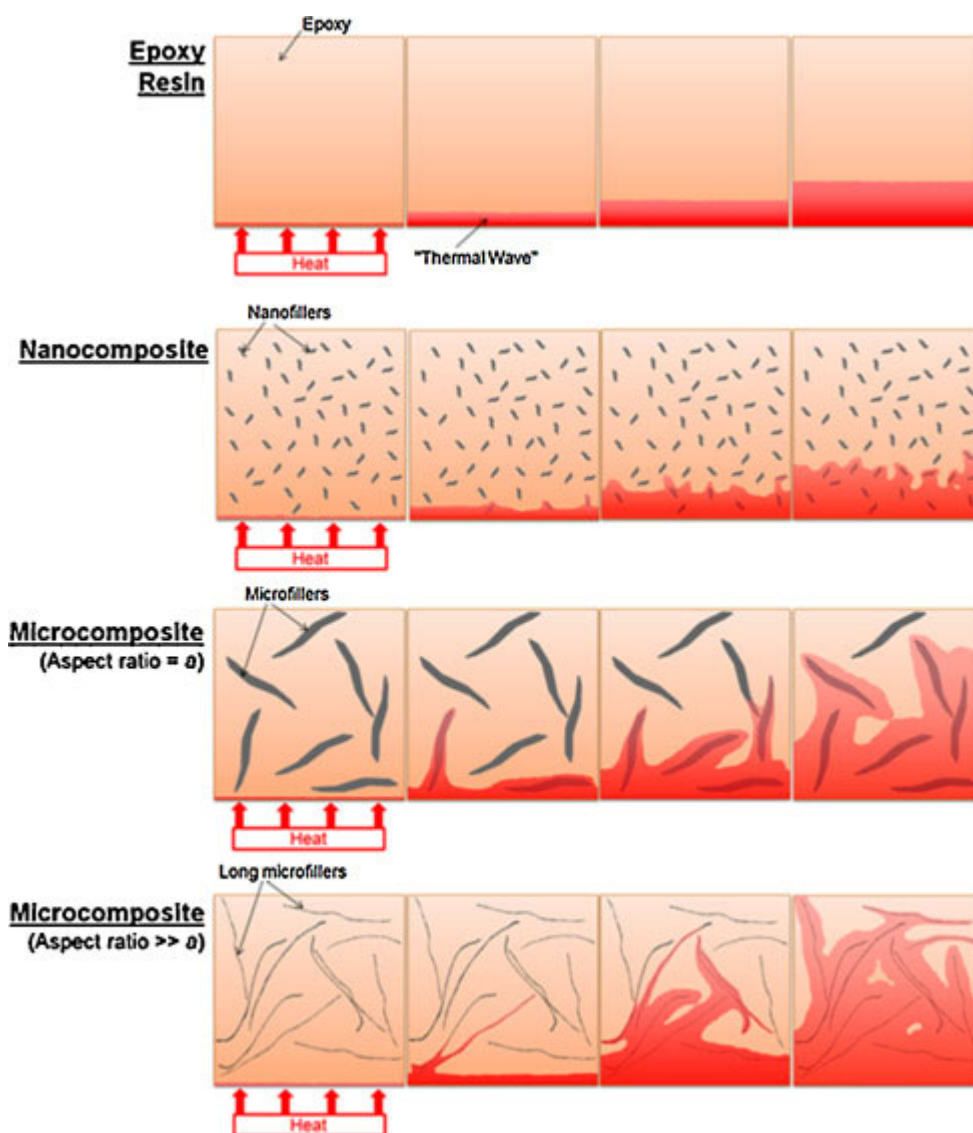 Epoxy
Epoxy
Resin
"Thermal Wave"
Heat
Nanofillers
Nanocomposite
Heat
Microfillers
Microcomposite
(Aspect ratio = a)
Heat
Long microfillers
Microcomposite
(Aspect ratio >> a)
Heat